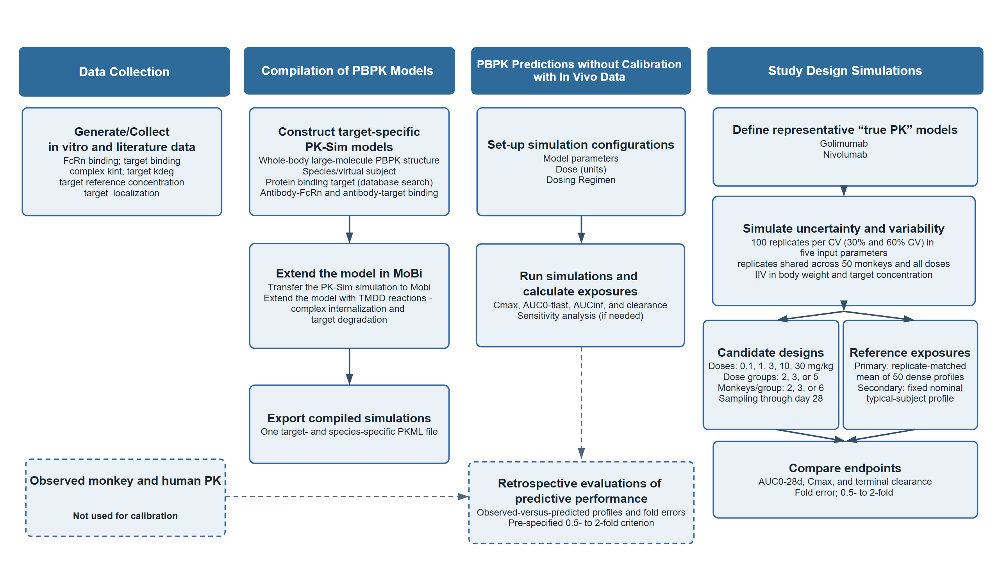 Data Collection
Generate/Collect
in vitro and literature data
FcRn binding; target binding
complex kint; target kdeg
target reference concentration
target  localization
Observed monkey and human PK
Not used for calibration
Compilation of PBPK Models
Construct target-specific
PK-Sim models
Whole-body large-molecule PBPK structure
Species/virtual subject
Protein binding target (database search)
Antibody-FcRn and antibody-target binding
Extend the model in MoBi
Transfer the PK-Sim simulation to Mobi
Extend the model with TMDD reactions -
complex internalization and
target degradation
Export compiled simulations
One target- and species-specific PKML file
PBPK Predictions without Calibration
with In Vivo Data
Set-up simulation configurations
Model parameters
Dose (units)
Dosing Regimen
Run simulations and
calculate exposures
Cmax, AUC0-tlast, AUCinf, and clearance
Sensitivity analysis (if needed)
Retrospective evaluations of
predictive performance
Observed-versus-predicted profiles and fold errors
Pre-specified 0.5- to 2-fold criterion
Study Design Simulations
Define representative “true PK” models
Golimumab
Nivolumab
Simulate uncertainty and variability
100 replicates per CV (30% and 60% CV) in
five input parameters
replicates shared across 50 monkeys and all doses
IIV in body weight and target concentration
Candidate designs
Doses: 0.1, 1, 3, 10, 30 mg/kg
Dose groups: 2, 3, or 5
Monkeys/group: 2, 3, or 6
Sampling through day 28
Reference exposures
Primary: replicate-matched
mean of 50 dense profiles
Secondary: fixed nominal
typical-subject profile
Compare endpoints
AUC0-28d, Cmax, and terminal clearance
Fold error; 0.5- to 2-fold